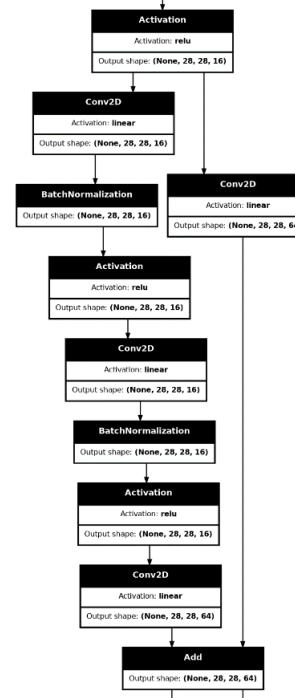 Activation
Activation: relu
Output shape: (None, 28, 28, 16)
Conv2D
Activation: linear
Output shape: (None, 28, 28, 16)
BatchNormalization
Output shape: (None, 28, 28, 16)
Conv2D
Activation: linear
Output shape: (None, 28, 28, 64
Activation
Activation: relu
Output shape: (None, 28, 28, 16)
Conv2D
Activation: linear
Output shape: (None, 28, 28, 16)
BatchNormalization
Output shape: (None, 28, 28, 16)
Activation
Activation: relu
Output shape: (None, 28, 28, 16)
Conv2D
Activation: linear
Output shape: (None, 28, 28, 64)
Add
Output shape: (None, 28, 28, 64)